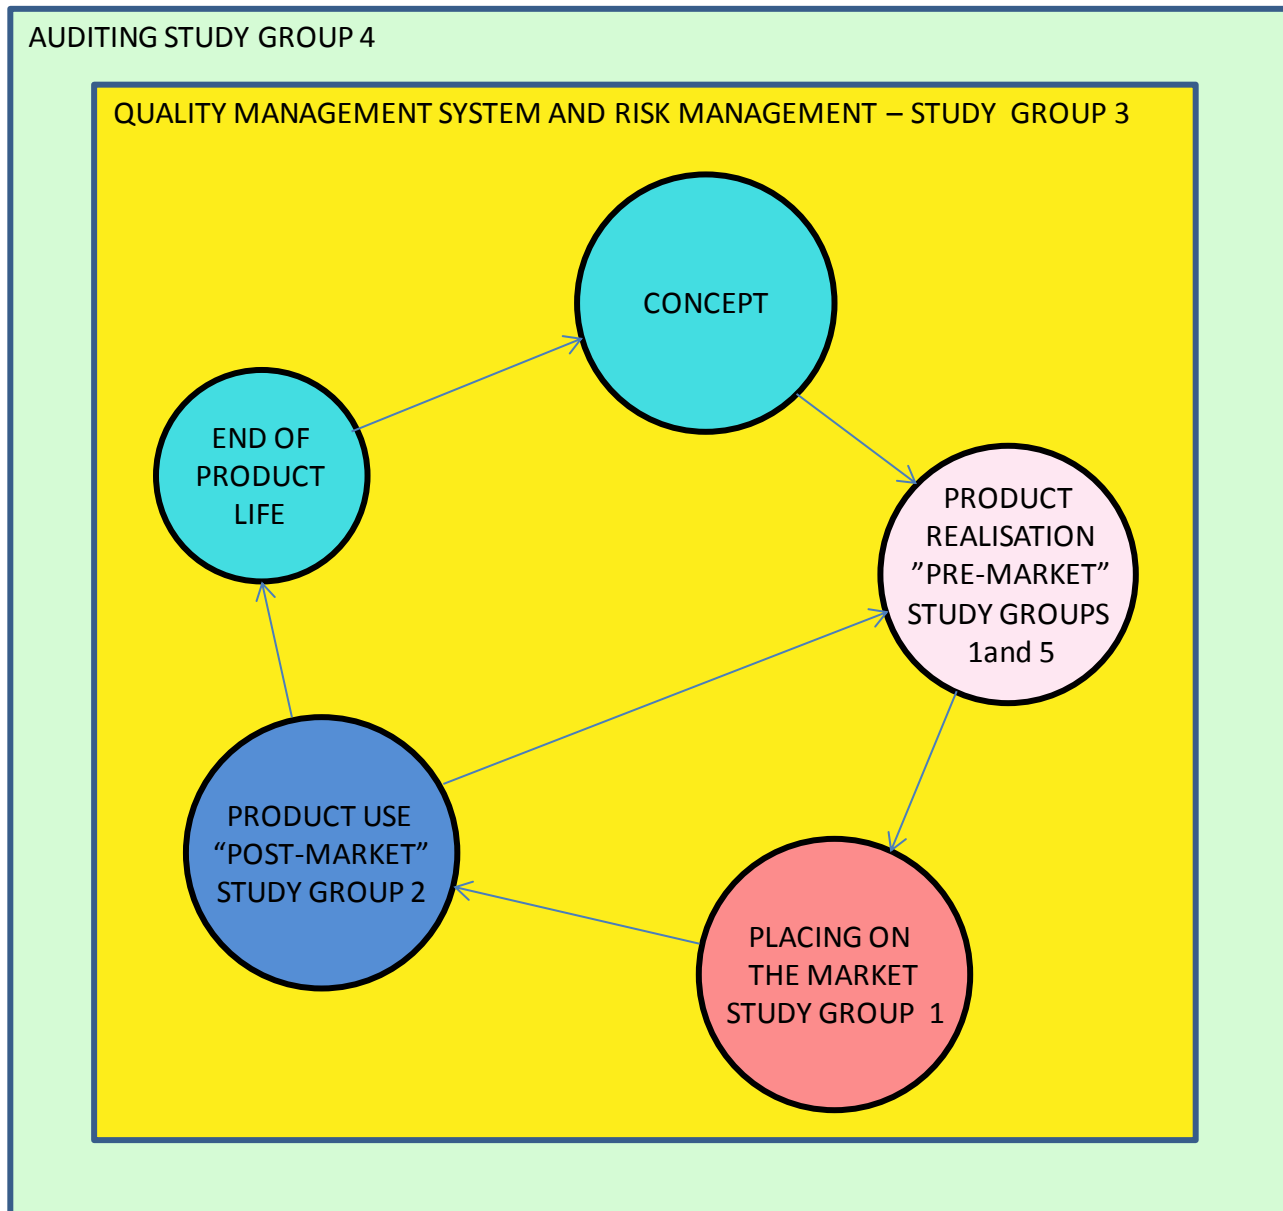 AUDITING STUDY GROUP 4
QUALITY MANAGEMENT SYSTEM AND RISK MANAGEMENT – STUDY  GROUP 3
CONCEPT
END OF
PRODUCT
LIFE
PRODUCT
REALISATION
”PRE-MARKET”
STUDY GROUPS
1and 5
PRODUCT USE
“POST-MARKET”
STUDY GROUP 2
PLACING ON
THE MARKET
STUDY GROUP  1